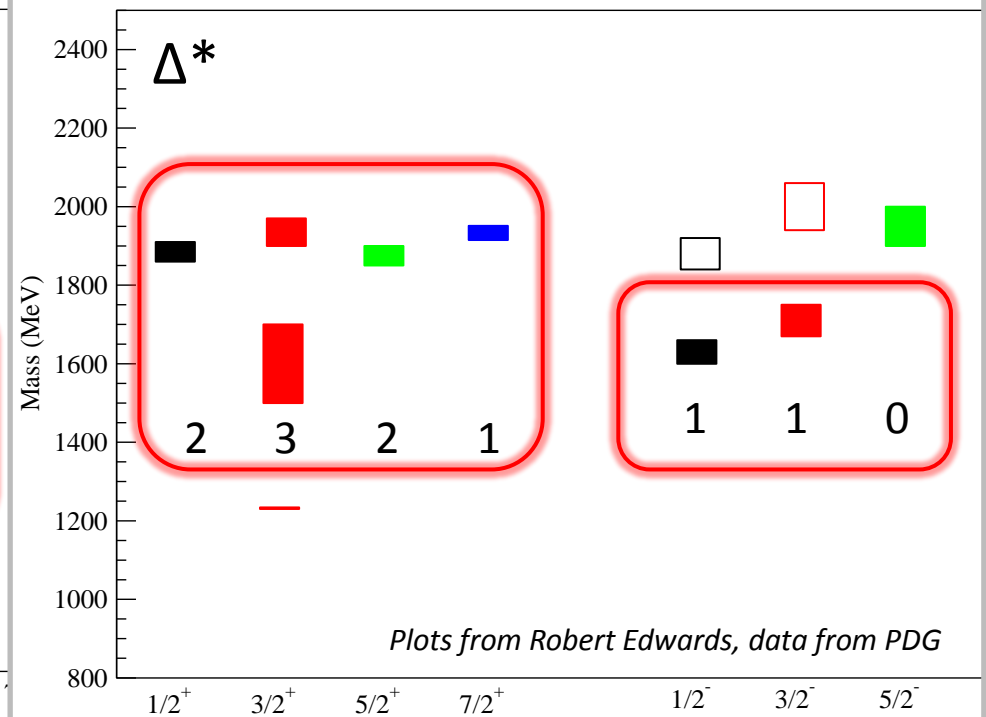 Δ*
2400
2200
2000
1800
1600
1400
1200
1000
800
Mass (MeV)
2 3 2 1
1 1 0
Plots from Robert Edwards, data from PDG
1/2⁺ 3/2⁺ 5/2⁺ 7/2⁺ 1/2⁻ 3/2⁻ 5/2⁻